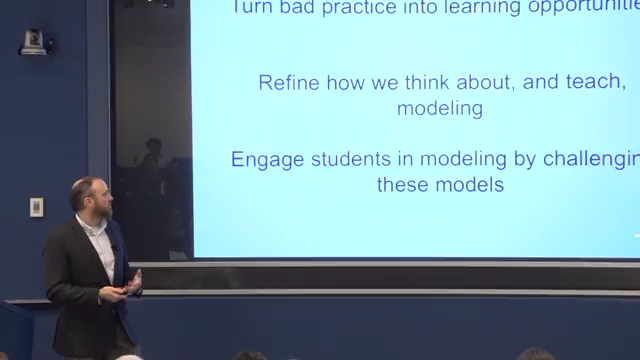 Turn bad practice into learning opportunitie
Refine how we think about, and teach,
modeling
Engage students in modeling by challengin
these models